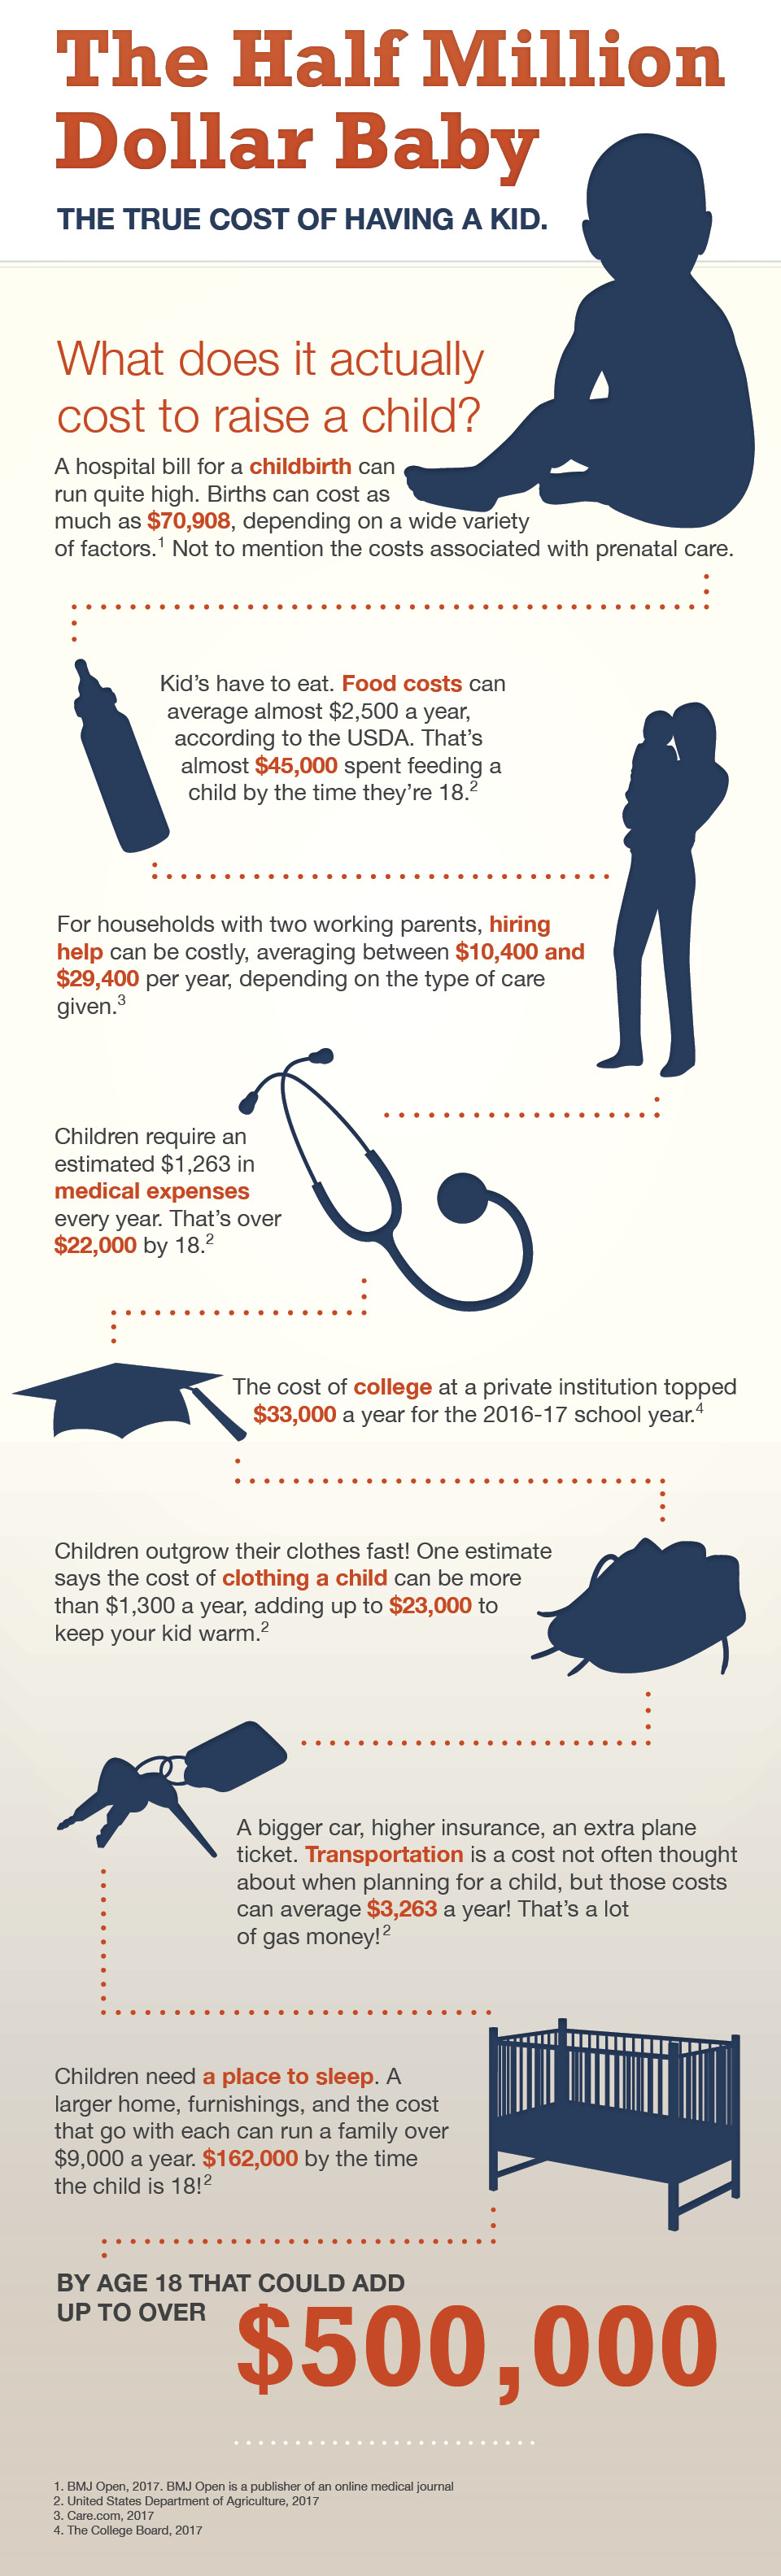 The Half Million
Dollar Baby
THE TRUE COST OF HAVING A KID.
What does it actually
cost to raise a child?
A hospital bill for a childbirth can
run quite high. Births can cost as
much as $70,908, depending on a wide variety
of factors.1 Not to mention the costs associated with prenatal care.
Kid's have to eat. Food costs can
average almost $2,500 a year,
according to the USDA. That's
almost $45,000 spent feeding a
child by the time they're 18.2
For households with two working parents, hiring
help can be costly, averaging between $10,400 and
$29,400 per year, depending on the type of care
given.3
Children require an
estimated $1,263 in
medical expenses
every year. That's over
$22,000 by 18.2
The cost of college at a private institution topped
$33,000 a year for the 2016-17 school year.4
Children outgrow their clothes fast! One estimate
says the cost of clothing a child can be more
than $1,300 a year, adding up to $23,000 to
keep your kid warm.2
A bigger car, higher insurance, an extra plane
ticket. Transportation is a cost not often thought
about when planning for a child, but those costs
can average $3,263 a year! That's a lot
of gas money!2
Children need a place to sleep. A
larger home, furnishings, and the cost
that go with each can run a family over
$9,000 a year. $162,000 by the time
the child is 18!2
BY AGE 18 THAT COULD ADD
UP TO OVER
$500,000
1. BMJ Open, 2017. BMJ Open is a publisher of an online medical journal
2. United States Department of Agriculture, 2017
3. Care.com, 2017
4. The College Board, 2017